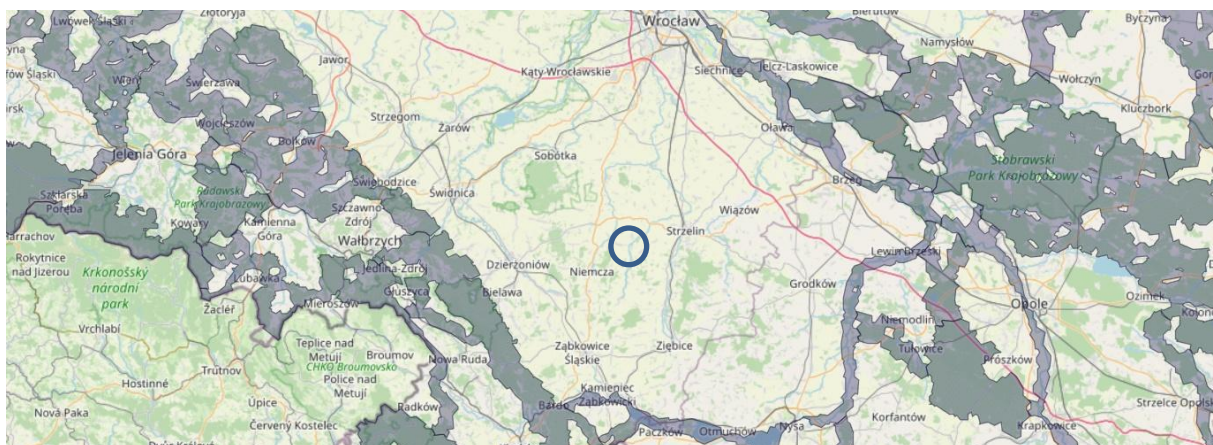 Lwówek Śląski
Złotoryja
Wrocław
Bierutów
Byczyna
Jawor
Kąty Wrocławskie
Siechnice
Jelcz-Laskowice
Namysłów
Wołczyn
Wleń
Świerzawa
Kluczbork
Strzegom
Żarów
Wojcieszów
Bolków
Oława
Jelenia Góra
Sobótka
Stobrawski
Park Krajobrazowy
Świebodzice
Świdnica
Brzeg
Szklarska
Poręba
Rudawski
Park Krajobrazowy
Kowary
Kamienna
Góra
Szczawno-
Zdrój
Wiązów
Strzelin
Wałbrzych
Harrachov
Rokytnice
nad Jizerou
Krkonošský
národní
park
Lubawka
Jedlina-Zdrój
Głuszyca
Dzierżoniów
Niemcza
Bielawa
Lewin Brzeski
Grodków
Opole
Ozimek
Żacléř
Mieroszów
Vrchlabí
Trutnov
Teplice nad
Metují
Broumov
CHKO Broumovsko
Police nad
Metují
Nowa Ruda
Ząbkowice
Śląskie
Ziębice
Niemodlin
Tułowice
Prószków
Hostinné
Úpice
Červený Kostelec
Nová Paka
Radków
Bardo
Kamieniec
Ząbkowicki
Paczków
Otmuchów
Nysa
Korfantów
Krapkowice
Strzelce Opolsk